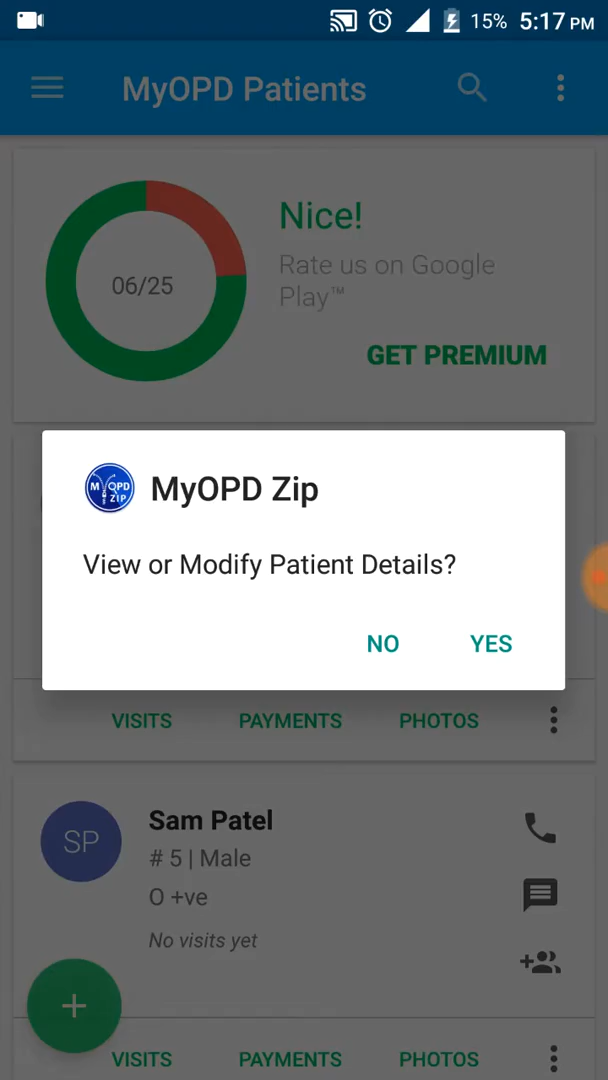 15% 5:17 PM
MyOPD Patients
Nice!
Rate us on Google
Play™
06/25
GET PREMIUM
MyOPD Zip
View or Modify Patient Details?
NO YES
VISITS PAYMENTS PHOTOS
SP
Sam Patel
# 5 | Male
O +ve
No visits yet
+
VISITS PAYMENTS PHOTOS